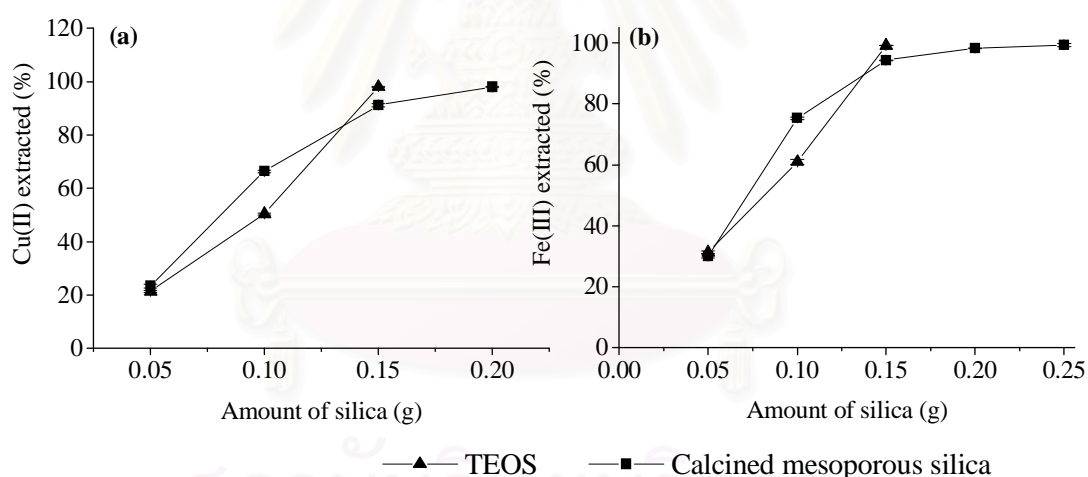 (a)
Cu(II) extracted (%)
120
100
80
60
40
20
0
0.05 0.10 0.15 0.20
Amount of silica (g)
(b)
Fe(III) extracted (%)
100
80
60
40
20
0
0.00 0.05 0.10 0.15 0.20 0.25
Amount of silica (g)
TEOS Calcined mesoporous silica